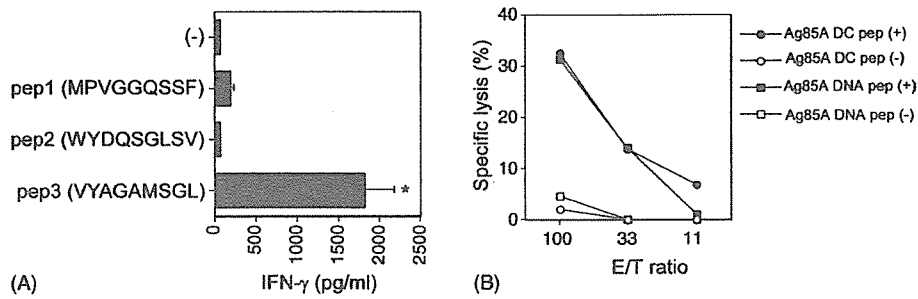 (A)
(-)
pep1 (MPVGGQSSF)
pep2 (WYDQSGLSV)
pep3 (VYAGAMSGL)
*
0
500
1000
1500
2000
2500
IFN-γ (pg/ml)
(B)
Specific lysis (%)
40
30
20
10
0
100
33
11
E/T ratio
Ag85A DC pep (+)
Ag85A DC pep (-)
Ag85A DNA pep (+)
Ag85A DNA pep (-)